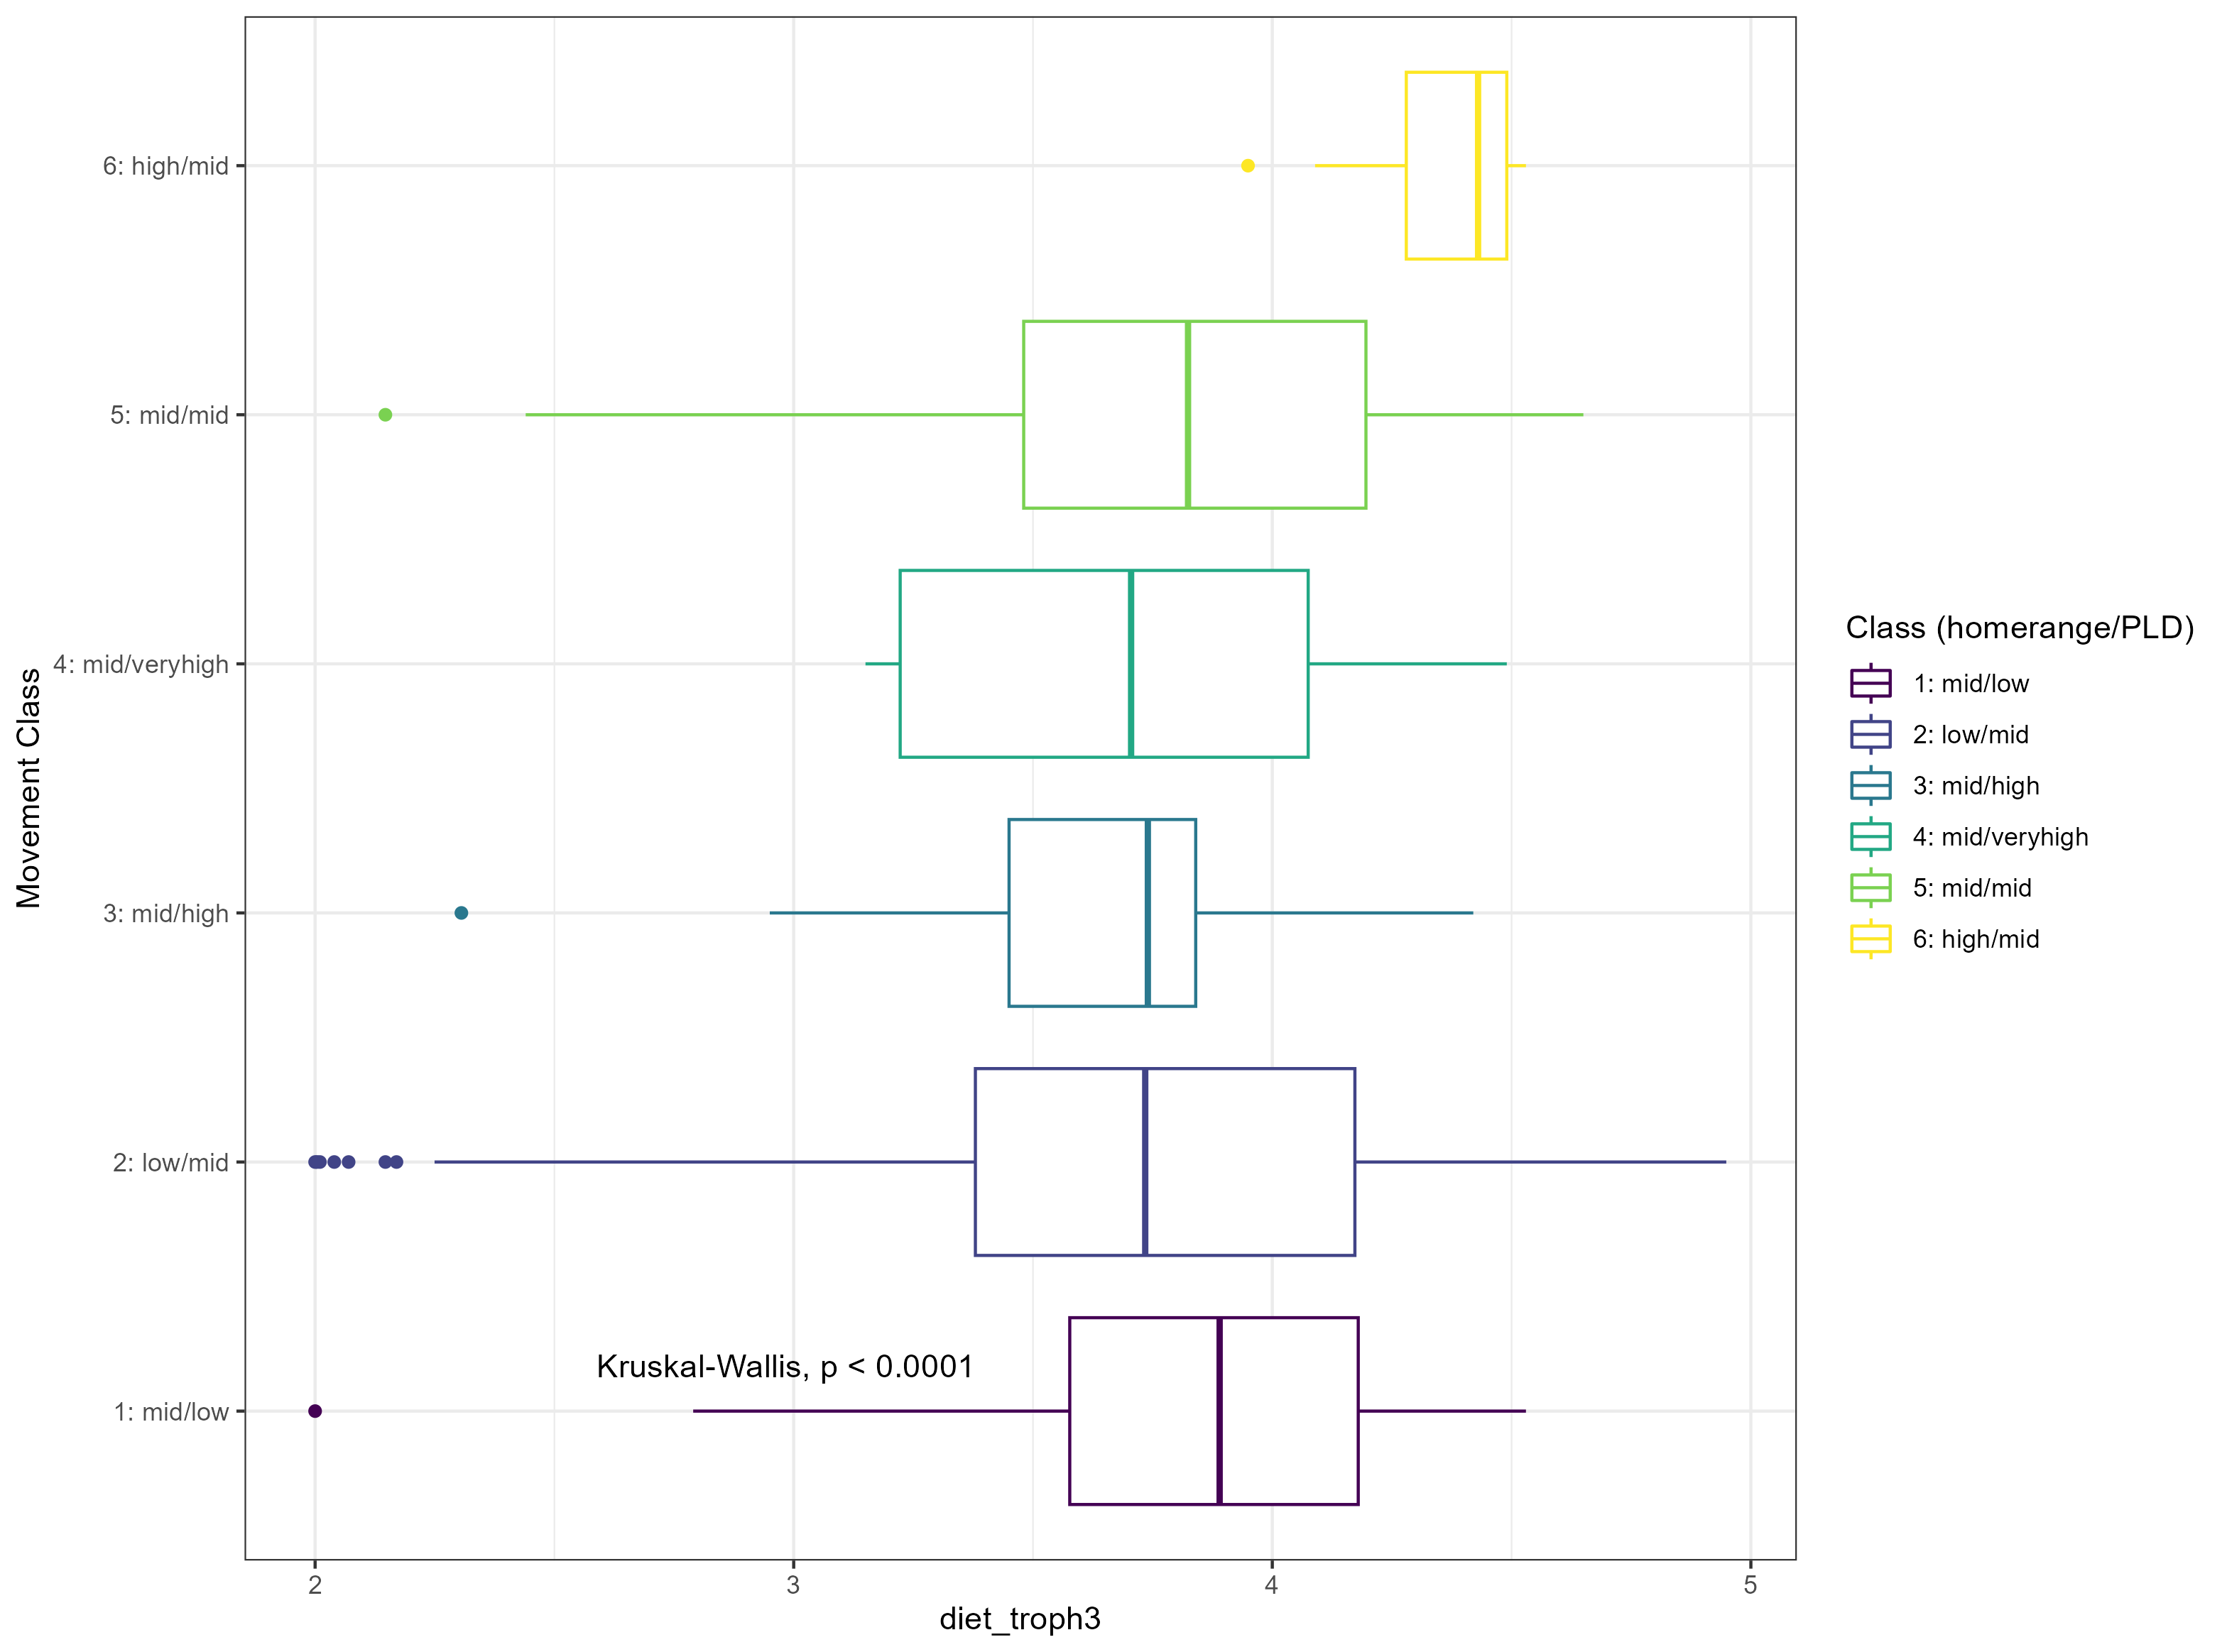 6: high/mid
5: mid/mid
4: mid/veryhigh
3: mid/high
2: low/mid
1: mid/low
Movement Class
Kruskal-Wallis, p < 0.0001
2 3 4 5
diet_troph3
Class (homerange/PLD)
1: mid/low
2: low/mid
3: mid/high
4: mid/veryhigh
5: mid/mid
6: high/mid